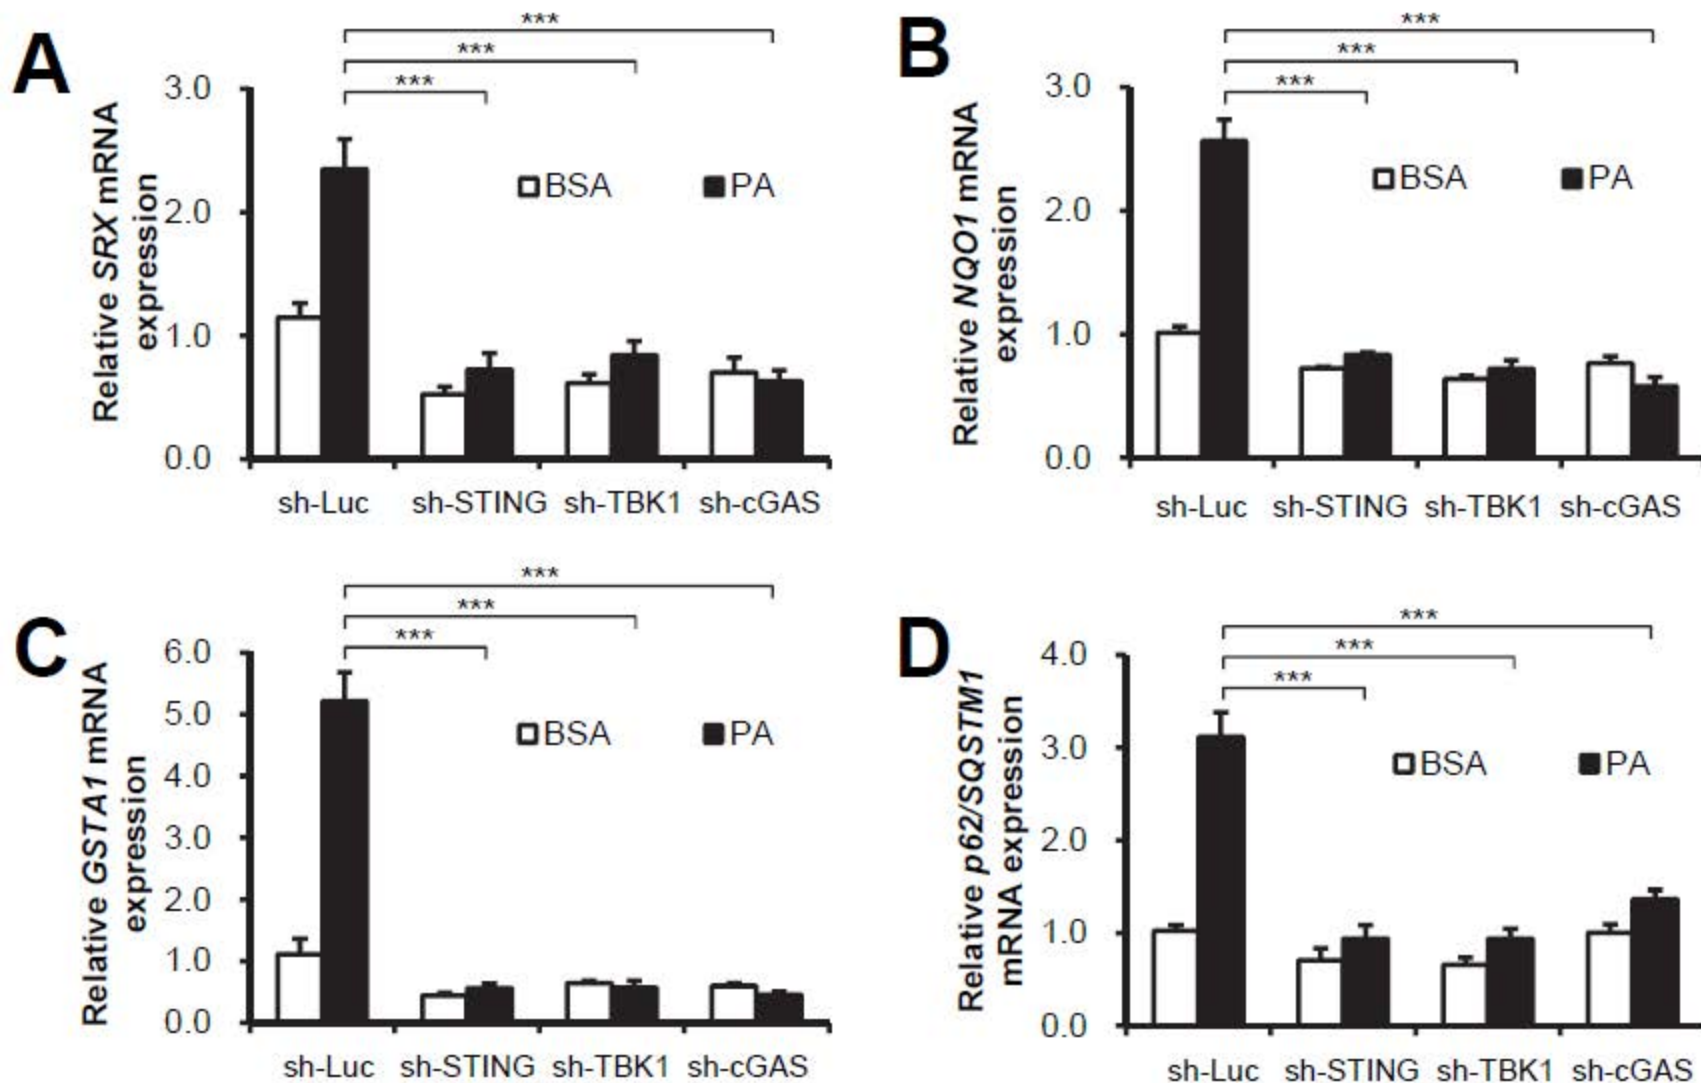 A
***
***
***
3.0
2.0
1.0
0.0
Relative SRX mRNA
expression
BSA PA
sh-Luc sh-STING sh-TBK1 sh-cGAS
B
***
***
***
3.0
2.0
1.0
0.0
Relative NQO1 mRNA
expression
BSA PA
sh-Luc sh-STING sh-TBK1 sh-cGAS
C
***
***
***
6.0
5.0
4.0
3.0
2.0
1.0
0.0
Relative GSTA1 mRNA
expression
BSA PA
sh-Luc sh-STING sh-TBK1 sh-cGAS
D
***
***
***
4.0
3.0
2.0
1.0
0.0
Relative p62/SQSTM1
mRNA expression
BSA PA
sh-Luc sh-STING sh-TBK1 sh-cGAS